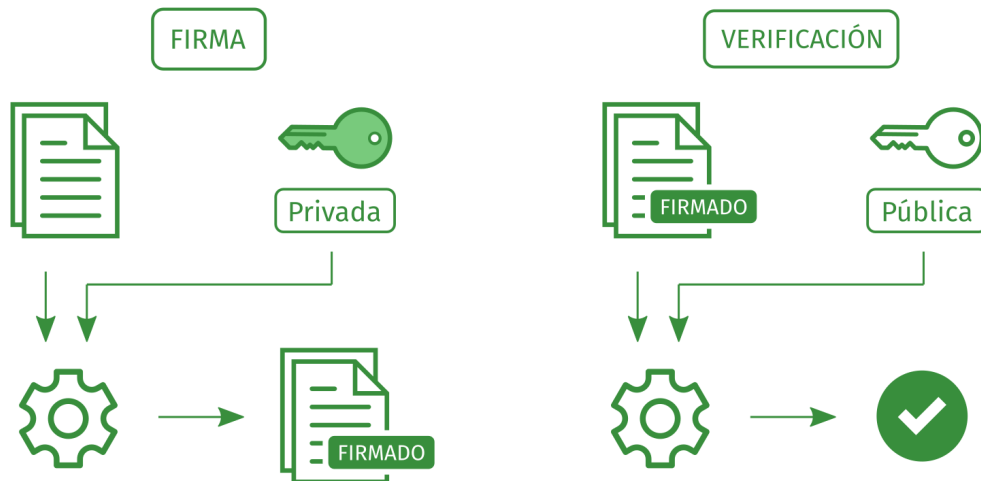 FIRMA
Privada
FIRMADO
VERIFICACIÓN
FIRMADO
Pública